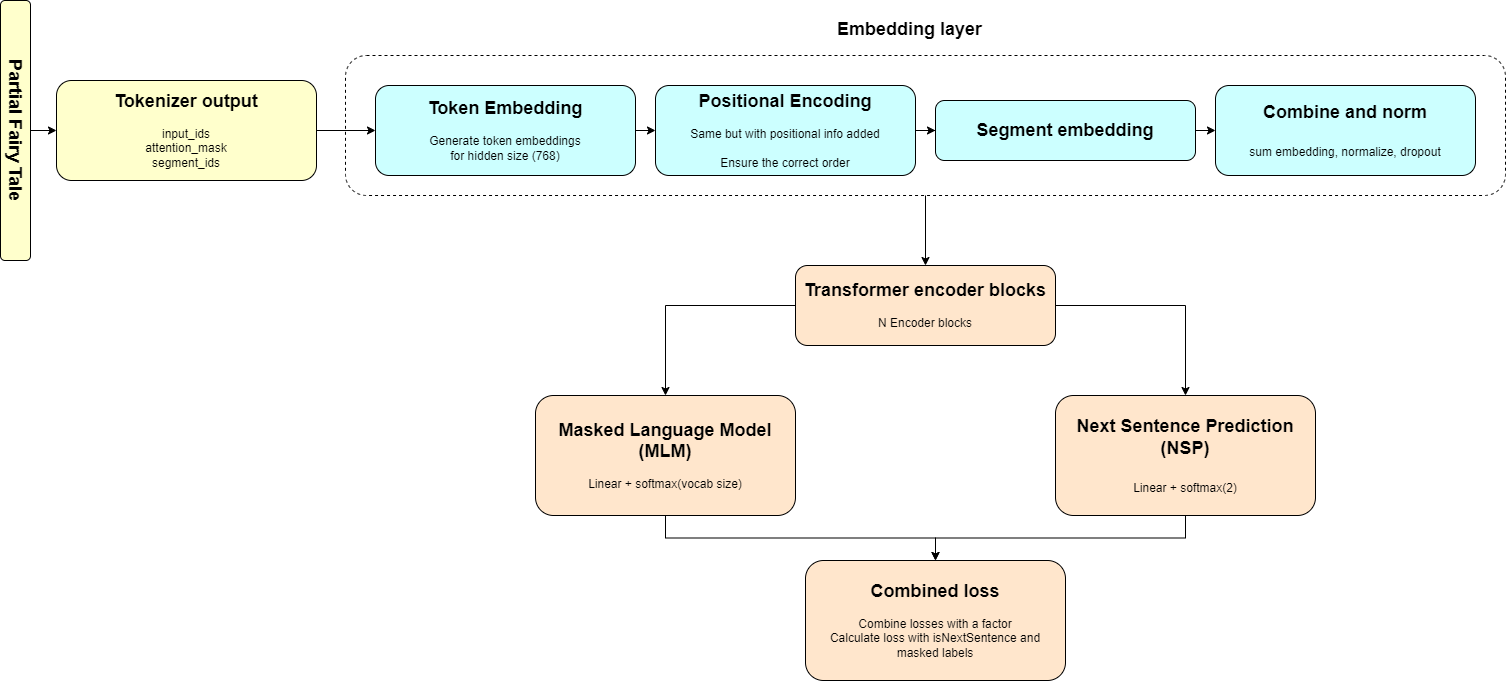 Embedding layer
Partial Fairy Tale
Tokenizer output
input_ids
attention_mask
segment_ids
Token Embedding
Generate token embeddings
for hidden size (768)
Positional Encoding
Same but with positional info added
Ensure the correct order
Segment embedding
Combine and norm
sum embedding, normalize, dropout
Transformer encoder blocks
N Encoder blocks
Masked Language Model
(MLM)
Linear + softmax(vocab size)
Next Sentence Prediction
(NSP)
Linear + softmax(2)
Combined loss
Combine losses with a factor
Calculate loss with isNextSentence and
masked labels